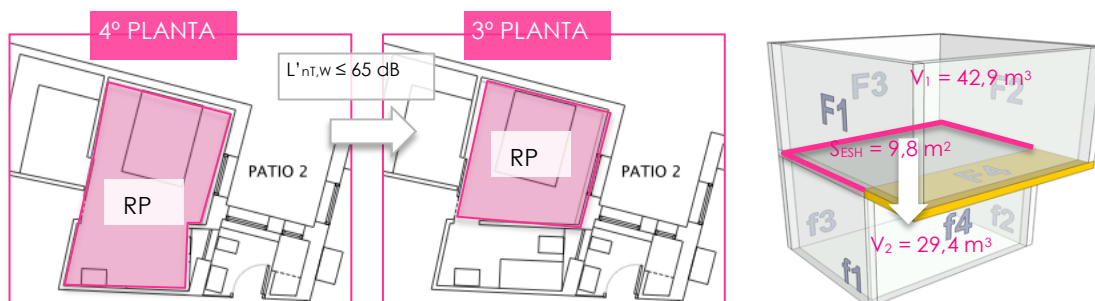 4º PLANTA
L'nT,W ≤ 65 dB
RP
PATIO 2
3º PLANTA
RP
PATIO 2
V₁ = 42,9 m³
F3
F2
F1
S_ESH = 9,8 m²
F4
f3
f4
f2
V₂ = 29,4 m³
f1